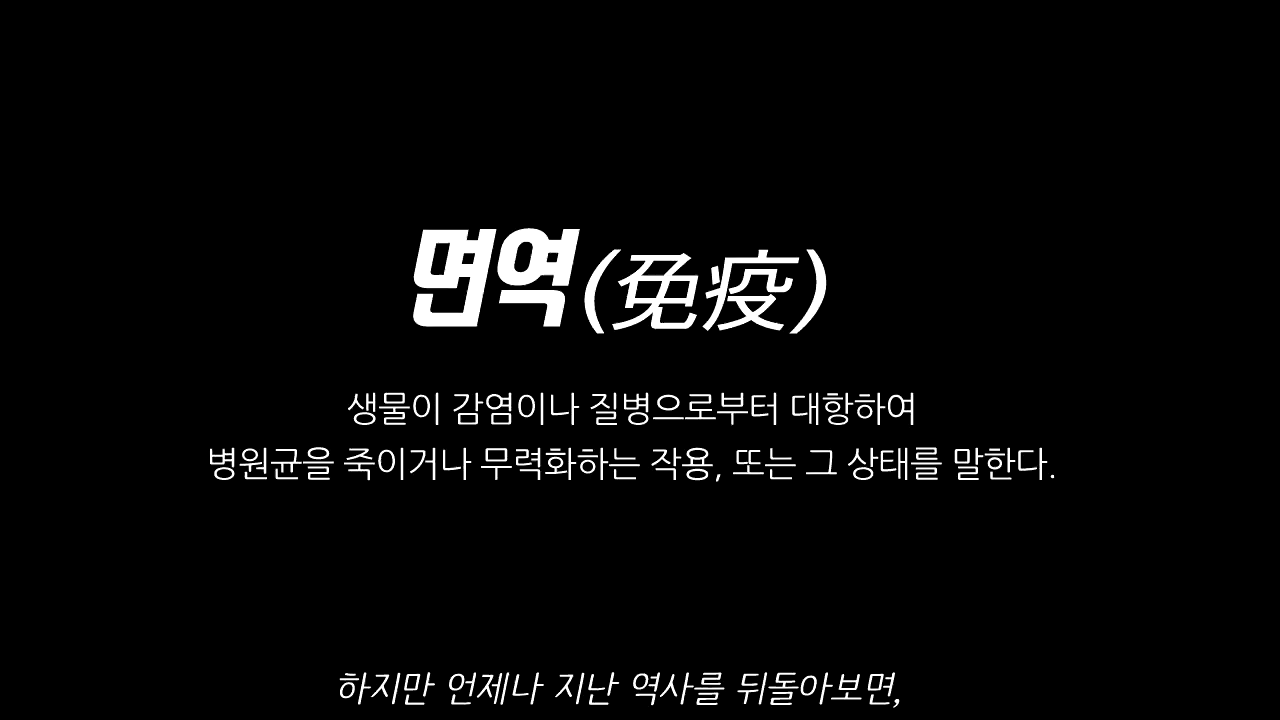 면역(免疫)
생물이 감염이나 질병으로부터 대항하여
병원균을 죽이거나 무력화하는 작용, 또는 그 상태를 말한다.
하지만 언제나 지난 역사를 뒤돌아보면,